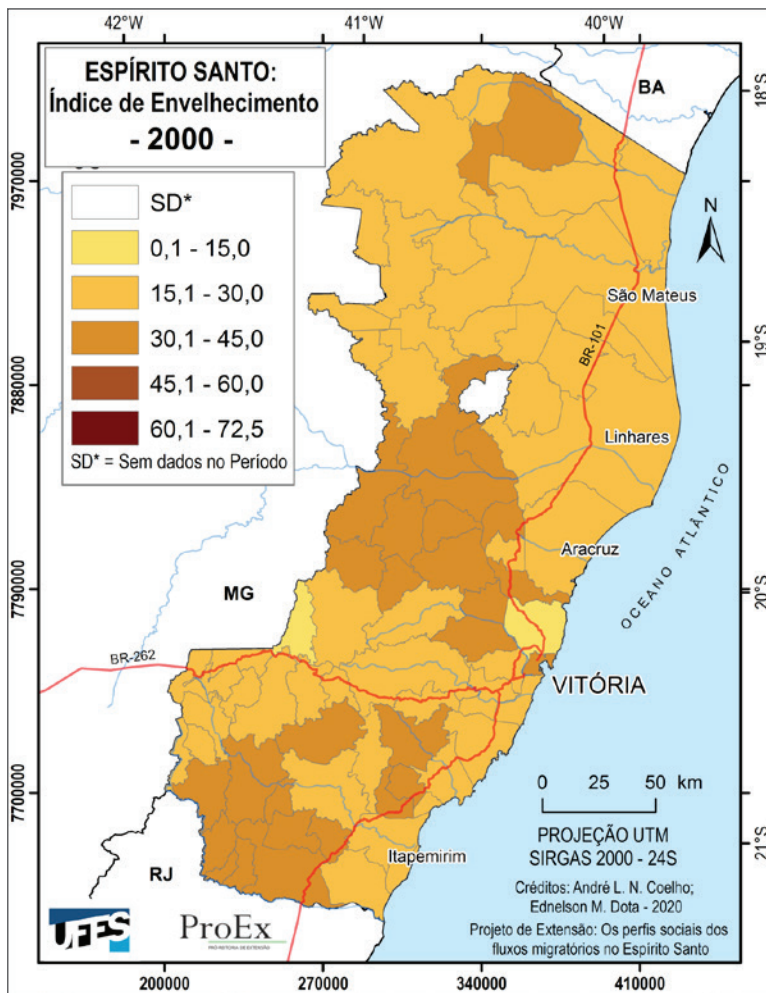 42°W 41°W 40°W
ESPÍRITO SANTO:
Índice de Envelhecimento
- 2000 -
SD*
0,1 - 15,0
15,1 - 30,0
30,1 - 45,0
45,1 - 60,0
60,1 - 72,5
SD* = Sem dados no Período
BA
18°S
N
São Mateus
BR-101
19°S
Linhares
Aracruz
OCEANO ATLÂNTICO
20°S
MG
BR-262
VITÓRIA
0 25 50 km
PROJEÇÃO UTM
SIRGAS 2000 - 24S
21°S
Itapemirim
RJ
Créditos: André L. N. Coelho;
Ednelson M. Dota - 2020
Projeto de Extensão: Os perfis sociais dos
fluxos migratórios no Espírito Santo
UFES
ProEx
PRÓ-REITORIA DE EXTENSÃO
7970000
7880000
7790000
7700000
200000 270000 340000 410000